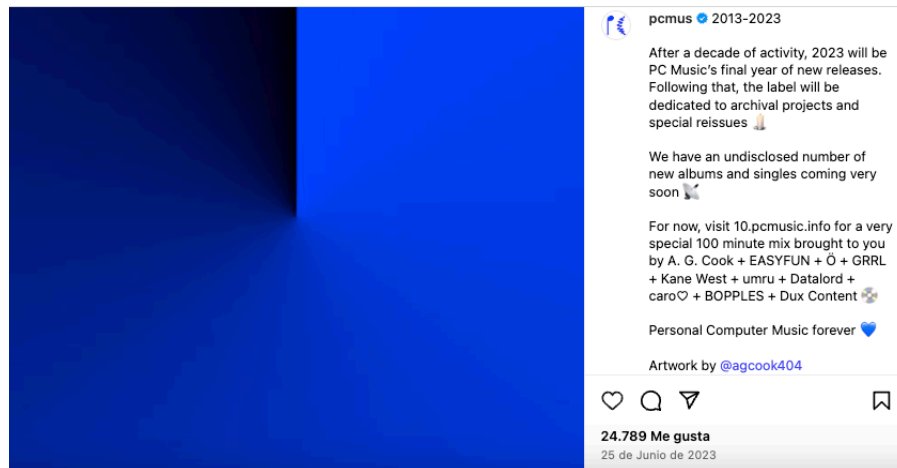 pcmus 2013-2023
After a decade of activity, 2023 will be
PC Music's final year of new releases.
Following that, the label will be
dedicated to archival projects and
special reissues 🕯️
We have an undisclosed number of
new albums and singles coming very
soon 📡
For now, visit 10.pcmusic.info for a very
special 100 minute mix brought to you
by A. G. Cook + EASYFUN + Ö + GRRL
+ Kane West + umru + Datalord +
caro♡ + BOPPLES + Dux Content 💿
Personal Computer Music forever 💙
Artwork by @agcook404
24.789 Me gusta
25 de Junio de 2023